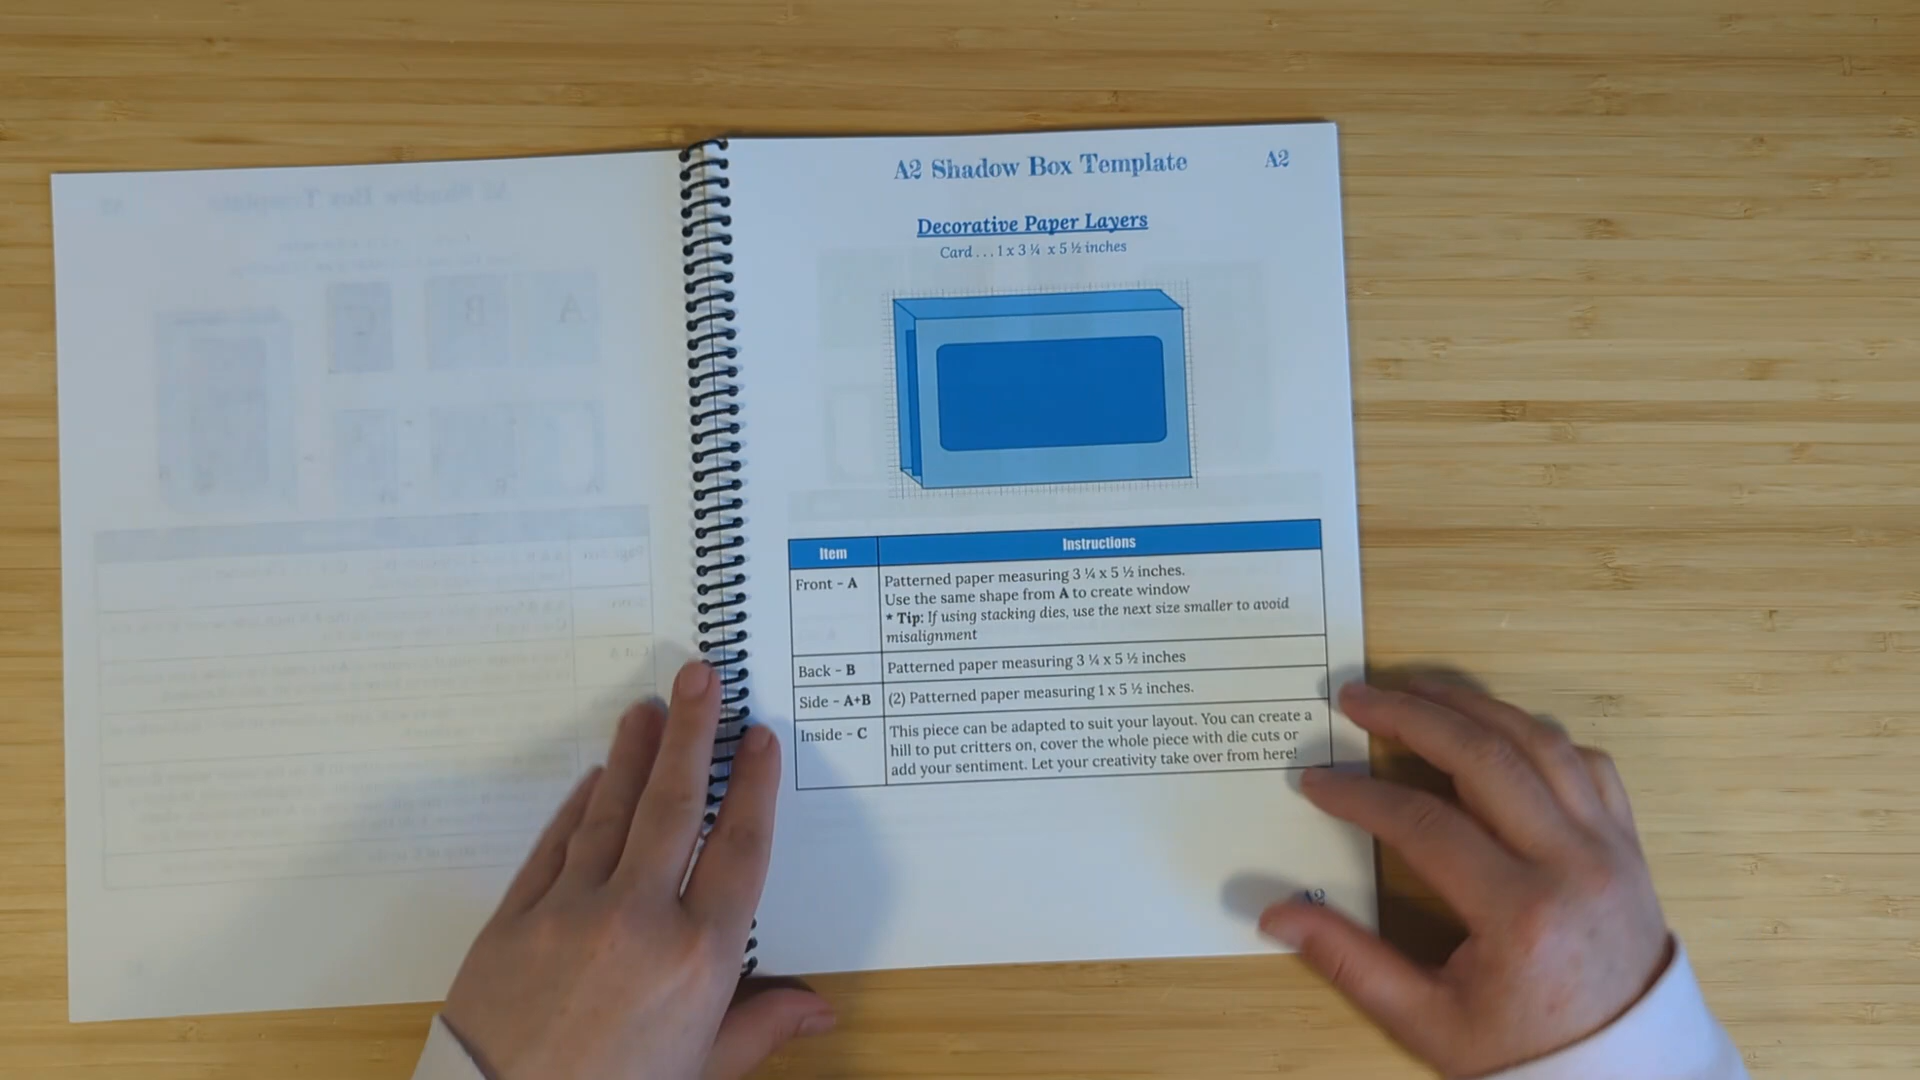 A2 Shadow Box Template
A2
Decorative Paper Layers
Card . . . 1 x 3 ¼ x 5 ½ inches
Item
Instructions
Front - A
Patterned paper measuring 3 ¼ x 5 ½ inches.
Use the same shape from A to create window
* Tip: If using stacking dies, use the next size smaller to avoid
misalignment
Back - B
Patterned paper measuring 3 ¼ x 5 ½ inches
Side - A+B
(2) Patterned paper measuring 1 x 5 ½ inches.
Inside - C
This piece can be adapted to suit your layout. You can create a
hill to put critters on, cover the whole piece with die cuts or
add your sentiment. Let your creativity take over from here!
A2